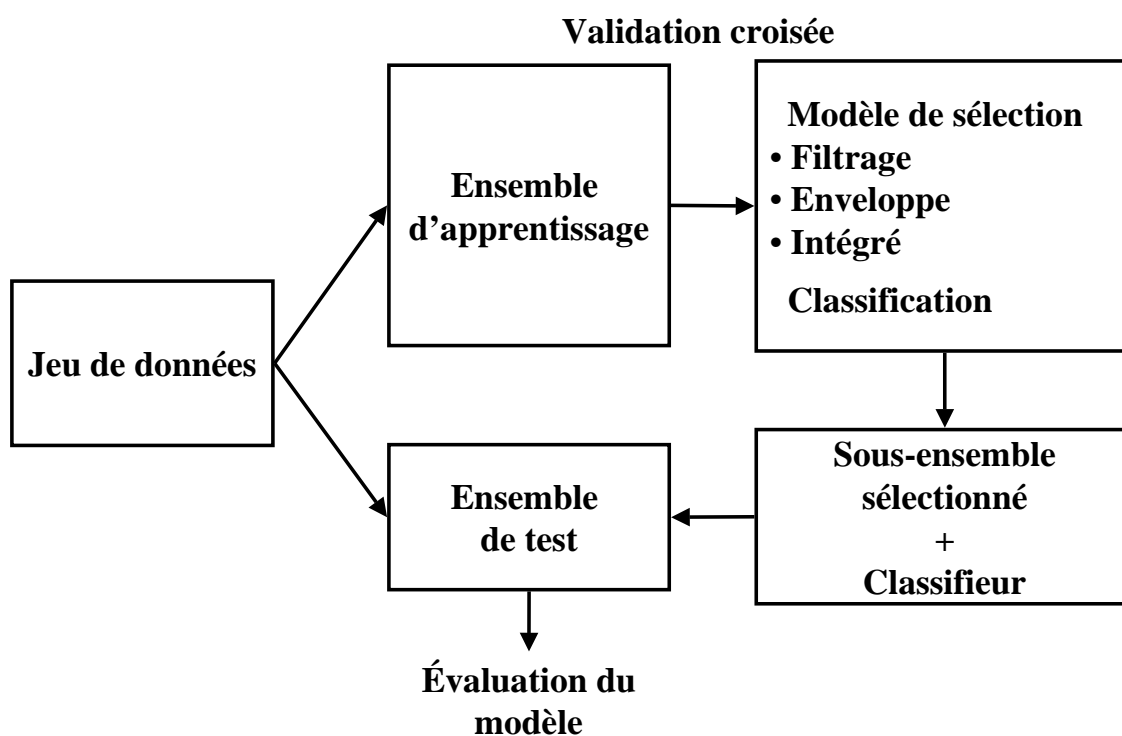 Validation croisée
Modèle de sélection
• Filtrage
• Enveloppe
• Intégré
Classification
Ensemble
d’apprentissage
Jeu de données
Sous-ensemble
sélectionné
+
Classifieur
Ensemble
de test
Évaluation du
modèle